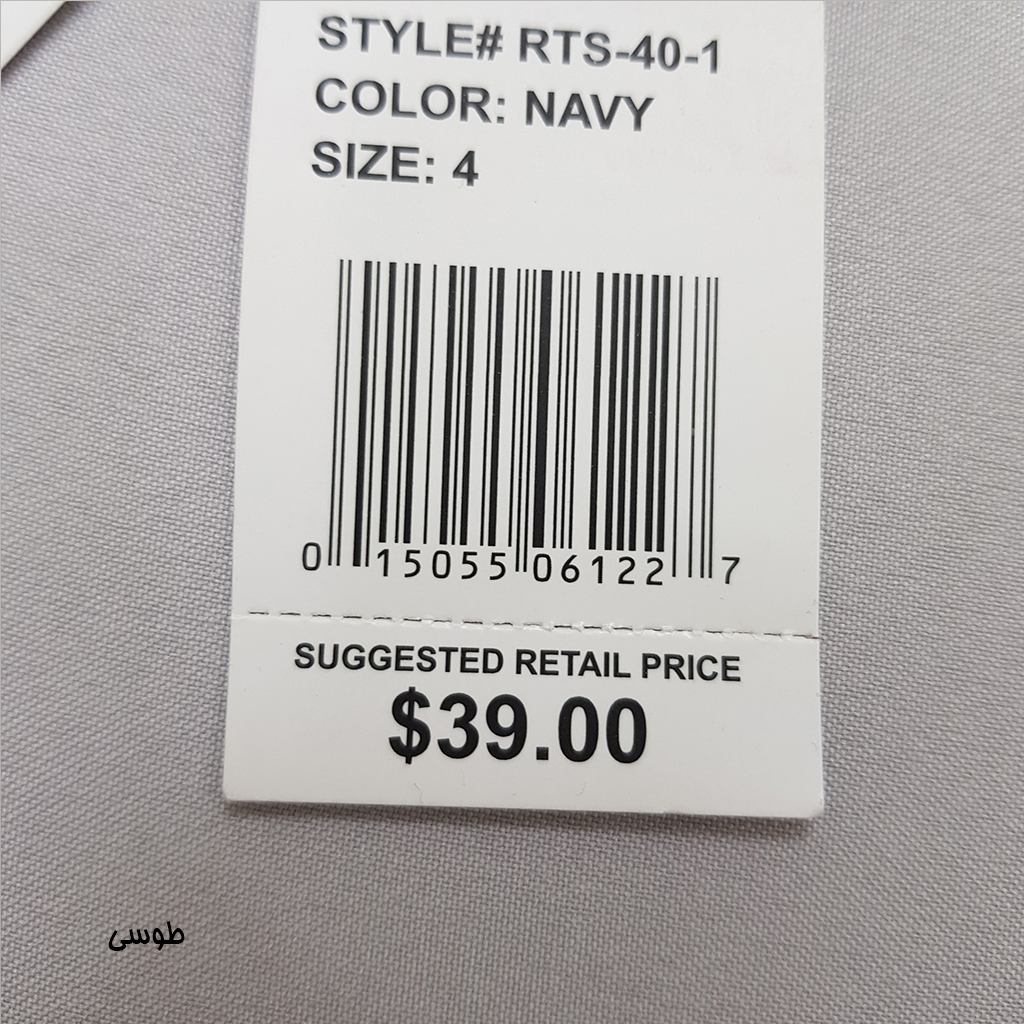 STYLE# RTS-40-1
COLOR: NAVY
SIZE: 4
0 15055 06122 7
SUGGESTED RETAIL PRICE
$39.00
طوسی